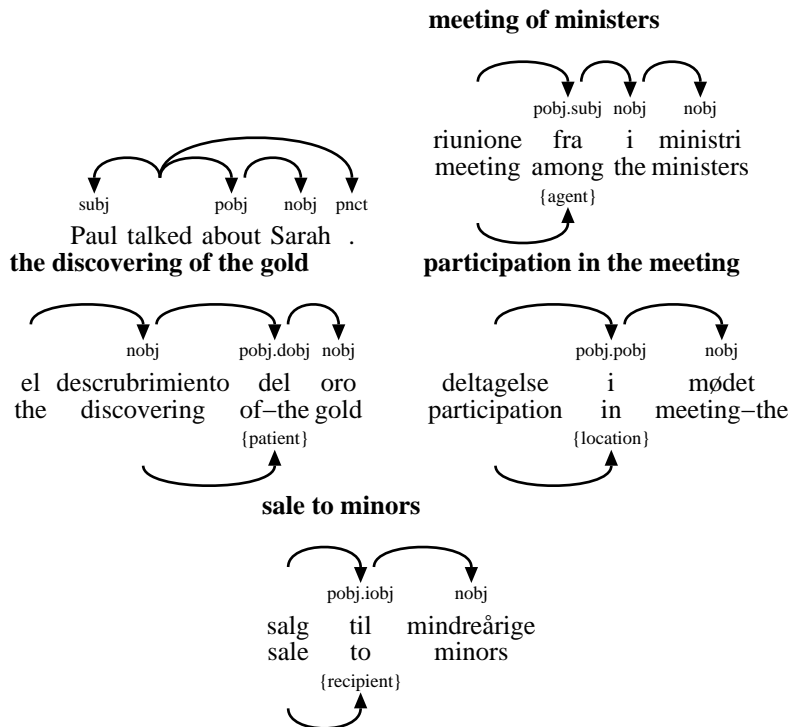 meeting of ministers
pobj.subj nobj nobj
riunione fra i ministri
meeting among the ministers
{agent}
subj pobj nobj pnct
Paul talked about Sarah .
the discovering of the gold
nobj pobj.dobj nobj
el descrubrimiento del oro
the discovering of−the gold
{patient}
participation in the meeting
pobj.pobj nobj
deltagelse i mødet
participation in meeting−the
{location}
sale to minors
pobj.iobj nobj
salg til mindreårige
sale to minors
{recipient}